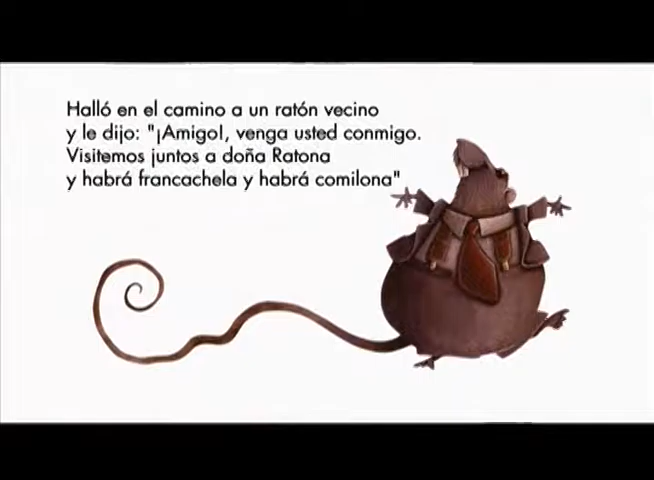 Halló en el camino a un ratón vecino
y le dijo: "¡Amigo!, venga usted conmigo.
Visitemos juntos a doña Ratona
y habrá francachela y habrá comilona"